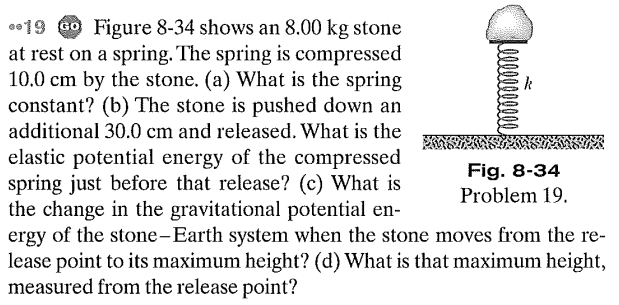 ••19 GO Figure 8-34 shows an 8.00 kg stone
at rest on a spring. The spring is compressed
10.0 cm by the stone. (a) What is the spring
constant? (b) The stone is pushed down an
additional 30.0 cm and released. What is the
elastic potential energy of the compressed
spring just before that release? (c) What is
the change in the gravitational potential en-
ergy of the stone–Earth system when the stone moves from the re-
lease point to its maximum height? (d) What is that maximum height,
measured from the release point?
k
Fig. 8-34
Problem 19.